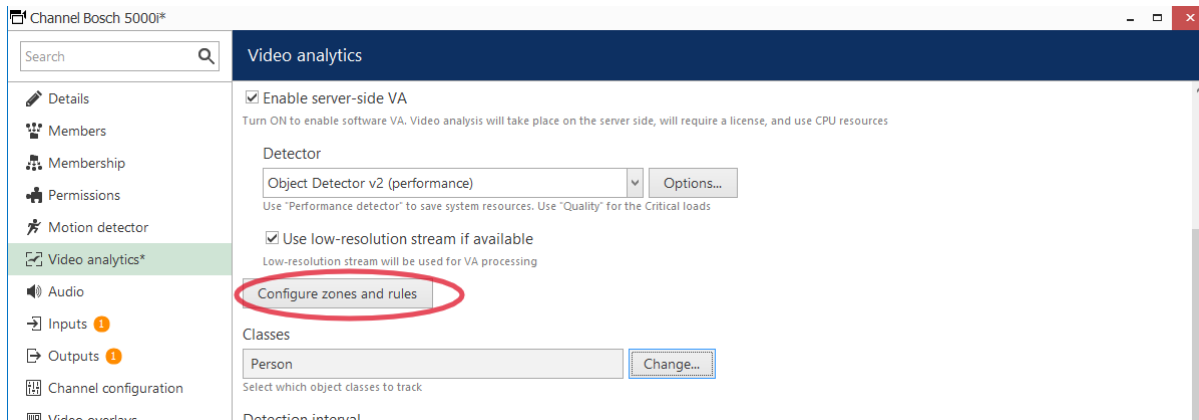 Channel Bosch 5000i*
Search
Video analytics
Details
Members
Membership
Permissions
Motion detector
Video analytics*
Audio
Inputs 1
Outputs 1
Channel configuration
Video overlays
Enable server-side VA
Turn ON to enable software VA. Video analysis will take place on the server side, will require a license, and use CPU resources
Detector
Object Detector v2 (performance)
Options...
Use "Performance detector" to save system resources. Use "Quality" for the Critical loads
Use low-resolution stream if available
Low-resolution stream will be used for VA processing
Configure zones and rules
Classes
Person
Change...
Select which object classes to track
Detection interval